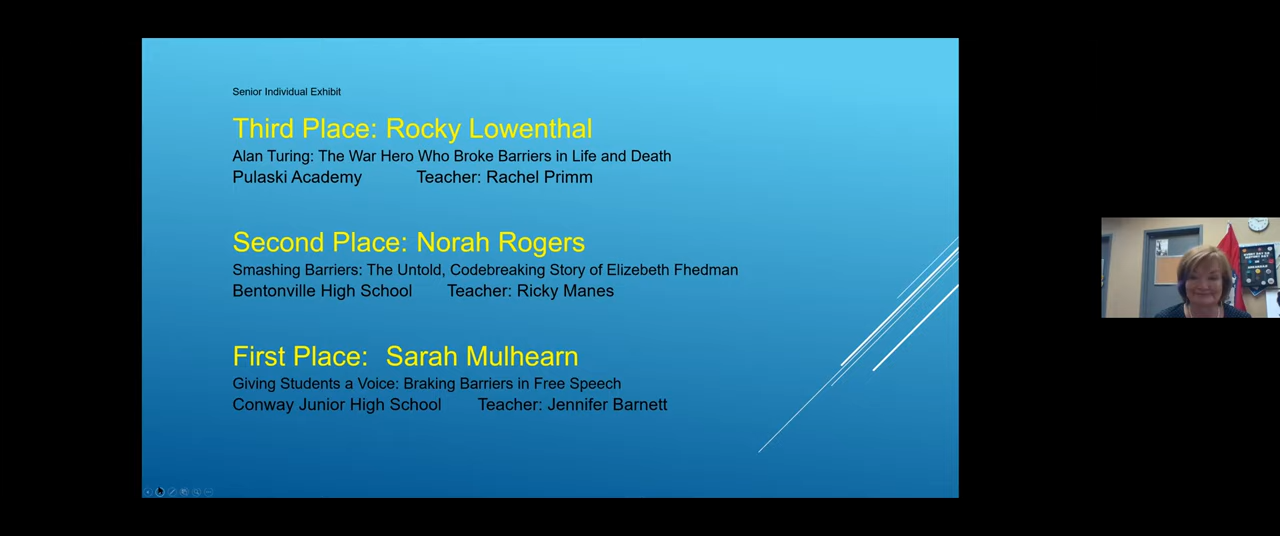 Senior Individual Exhibit
Third Place: Rocky Lowenthal
Alan Turing: The War Hero Who Broke Barriers in Life and Death
Pulaski Academy Teacher: Rachel Primm
Second Place: Norah Rogers
Smashing Barriers: The Untold, Codebreaking Story of Elizebeth Fhedman
Bentonville High School Teacher: Ricky Manes
First Place: Sarah Mulhearn
Giving Students a Voice: Braking Barriers in Free Speech
Conway Junior High School Teacher: Jennifer Barnett